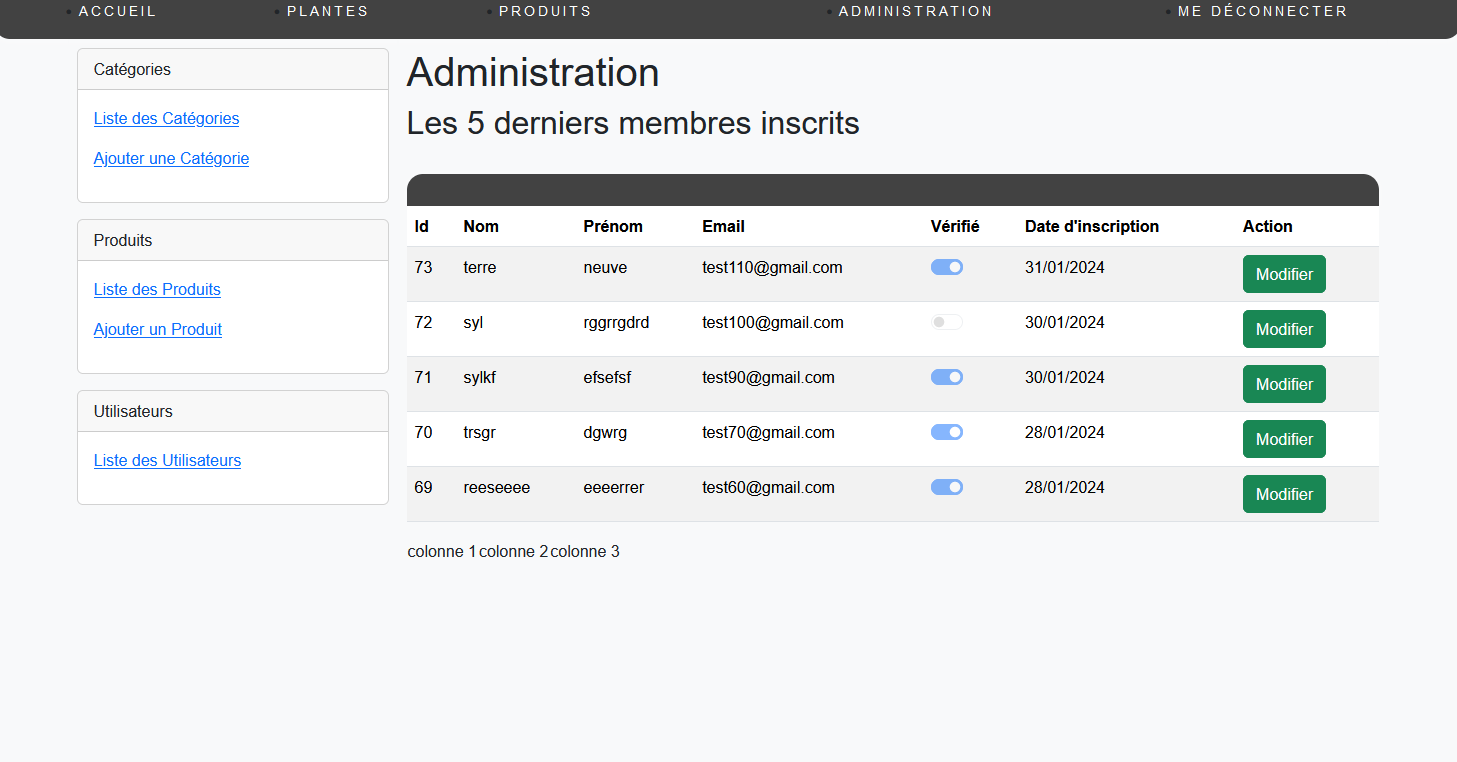 ACCUEIL PLANTES PRODUITS ADMINISTRATION ME DÉCONNECTER
Catégories
Liste des Catégories
Ajouter une Catégorie
Produits
Liste des Produits
Ajouter un Produit
Utilisateurs
Liste des Utilisateurs
Administration
Les 5 derniers membres inscrits
Id Nom Prénom Email Vérifié Date d'inscription Action
73 terre neuve test110@gmail.com 31/01/2024 Modifier
72 syl rggrrgdrd test100@gmail.com 30/01/2024 Modifier
71 sylkf efsefsf test90@gmail.com 30/01/2024 Modifier
70 trsgr dgwrg test70@gmail.com 28/01/2024 Modifier
69 reeseeee eeeerrer test60@gmail.com 28/01/2024 Modifier
colonne 1 colonne 2 colonne 3